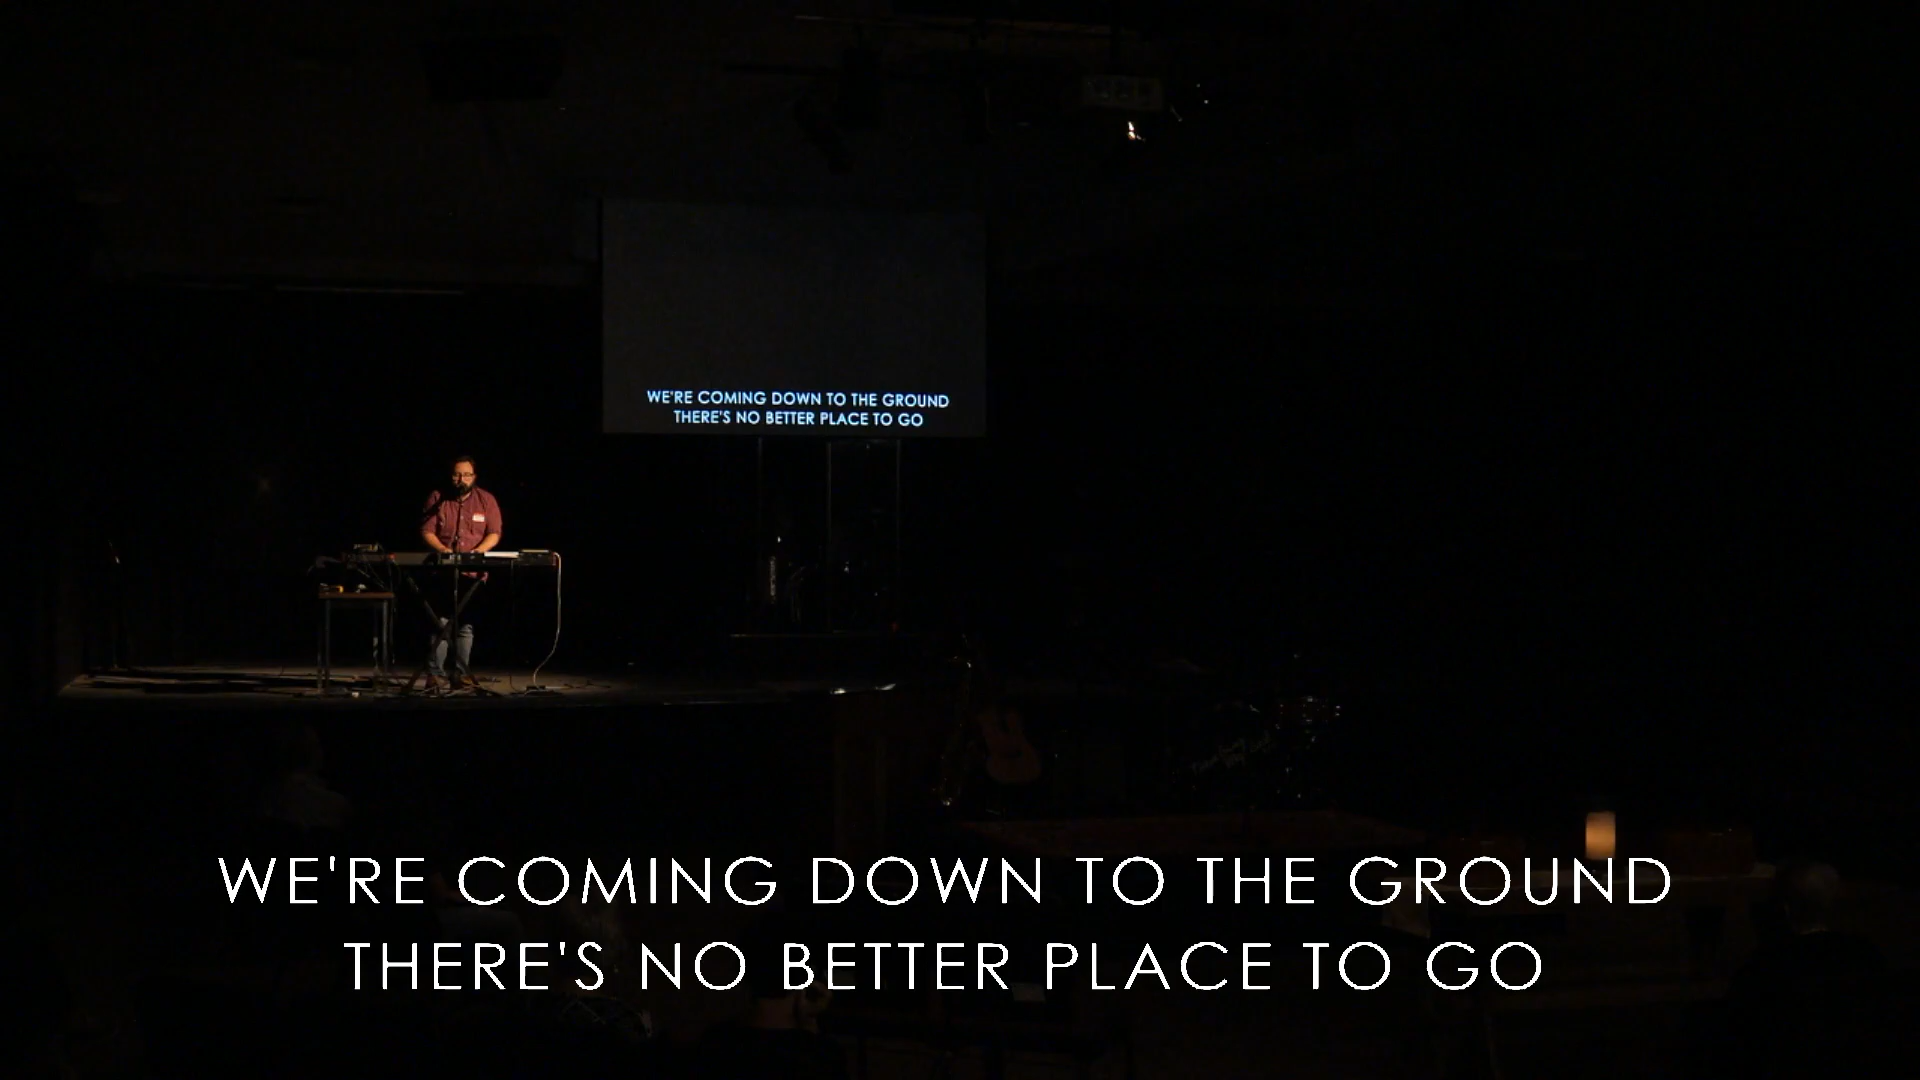 WE'RE COMING DOWN TO THE GROUND
THERE'S NO BETTER PLACE TO GO
WE'RE COMING DOWN TO THE GROUND
THERE'S NO BETTER PLACE TO GO